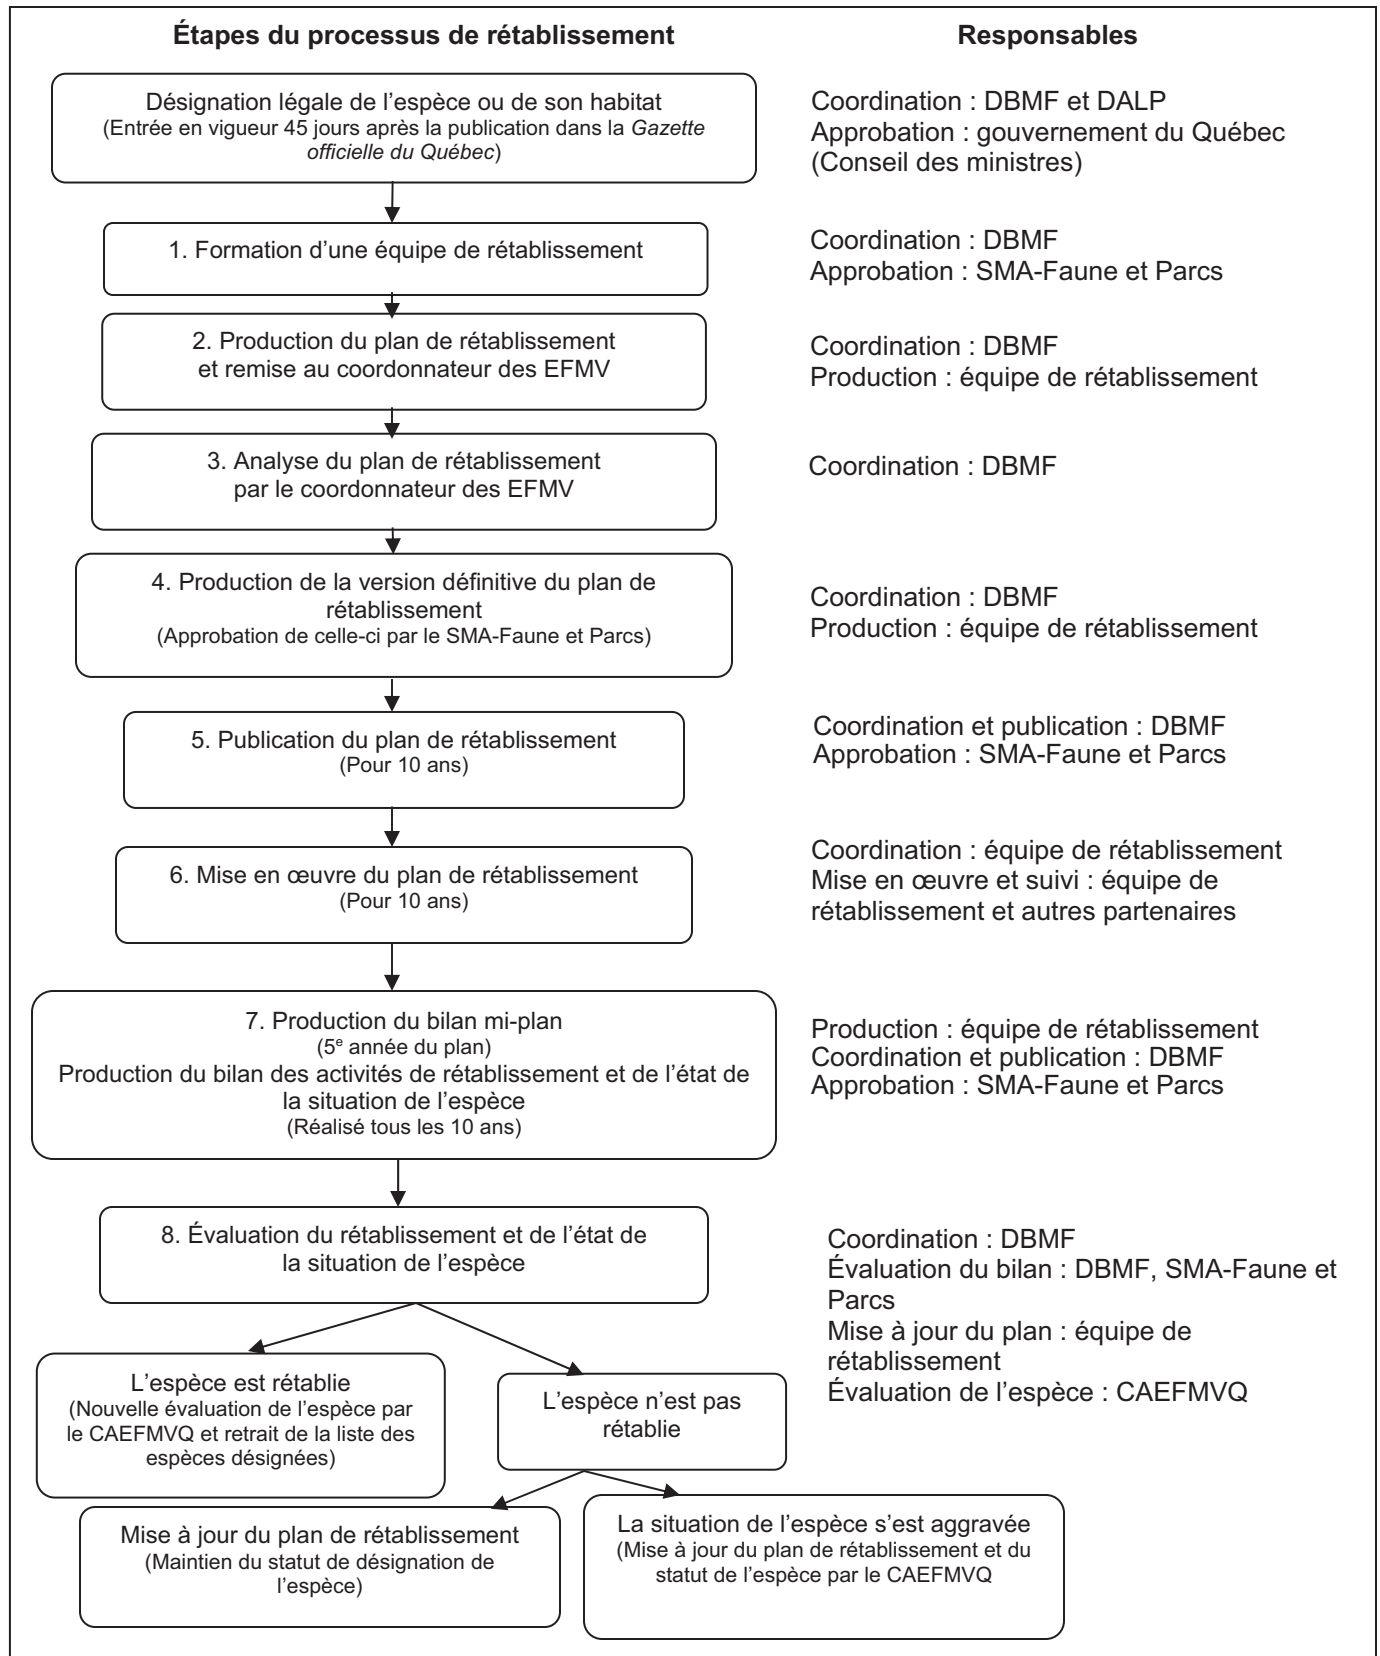 Étapes du processus de rétablissement
Responsables
Désignation légale de l'espèce ou de son habitat
(Entrée en vigueur 45 jours après la publication dans la Gazette
officielle du Québec)
Coordination : DBMF et DALP
Approbation : gouvernement du Québec
(Conseil des ministres)
1. Formation d'une équipe de rétablissement
Coordination : DBMF
Approbation : SMA-Faune et Parcs
2. Production du plan de rétablissement
et remise au coordonnateur des EFMV
Coordination : DBMF
Production : équipe de rétablissement
3. Analyse du plan de rétablissement
par le coordonnateur des EFMV
Coordination : DBMF
4. Production de la version définitive du plan de
rétablissement
(Approbation de celle-ci par le SMA-Faune et Parcs)
Coordination : DBMF
Production : équipe de rétablissement
5. Publication du plan de rétablissement
(Pour 10 ans)
Coordination et publication : DBMF
Approbation : SMA-Faune et Parcs
6. Mise en œuvre du plan de rétablissement
(Pour 10 ans)
Coordination : équipe de rétablissement
Mise en œuvre et suivi : équipe de
rétablissement et autres partenaires
7. Production du bilan mi-plan
(5e année du plan)
Production du bilan des activités de rétablissement et de l'état de
la situation de l'espèce
(Réalisé tous les 10 ans)
Production : équipe de rétablissement
Coordination et publication : DBMF
Approbation : SMA-Faune et Parcs
8. Évaluation du rétablissement et de l'état de
la situation de l'espèce
Coordination : DBMF
Évaluation du bilan : DBMF, SMA-Faune et
Parcs
Mise à jour du plan : équipe de
rétablissement
Évaluation de l'espèce : CAEFMVQ
L'espèce est rétablie
(Nouvelle évaluation de l'espèce par
le CAEFMVQ et retrait de la liste des
espèces désignées)
L'espèce n'est pas
rétablie
Mise à jour du plan de rétablissement
(Maintien du statut de désignation de
l'espèce)
La situation de l'espèce s'est aggravée
(Mise à jour du plan de rétablissement et du
statut de l'espèce par le CAEFMVQ